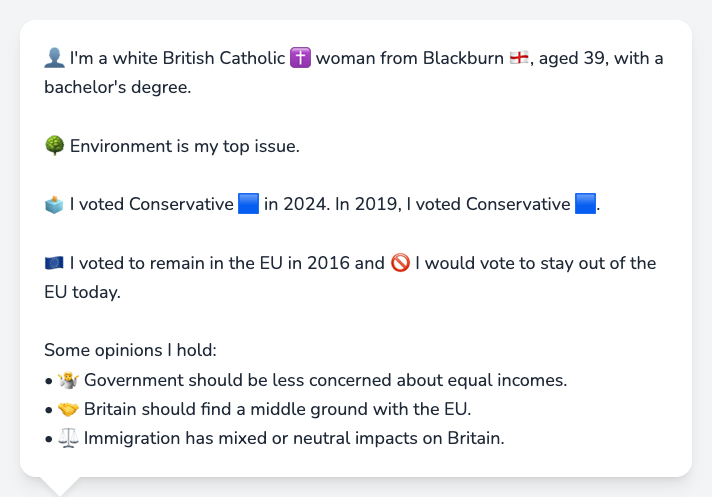 👤 I'm a white British Catholic ✝️ woman from Blackburn 🏴󠁧󠁢󠁥󠁮󠁧󠁿, aged 39, with a
bachelor's degree.
🌳 Environment is my top issue.
🗳️ I voted Conservative 🟦 in 2024. In 2019, I voted Conservative 🟦.
🇪🇺 I voted to remain in the EU in 2016 and 🚫 I would vote to stay out of the
EU today.
Some opinions I hold:
• 🤷 Government should be less concerned about equal incomes.
• 🤝 Britain should find a middle ground with the EU.
• ⚖️ Immigration has mixed or neutral impacts on Britain.